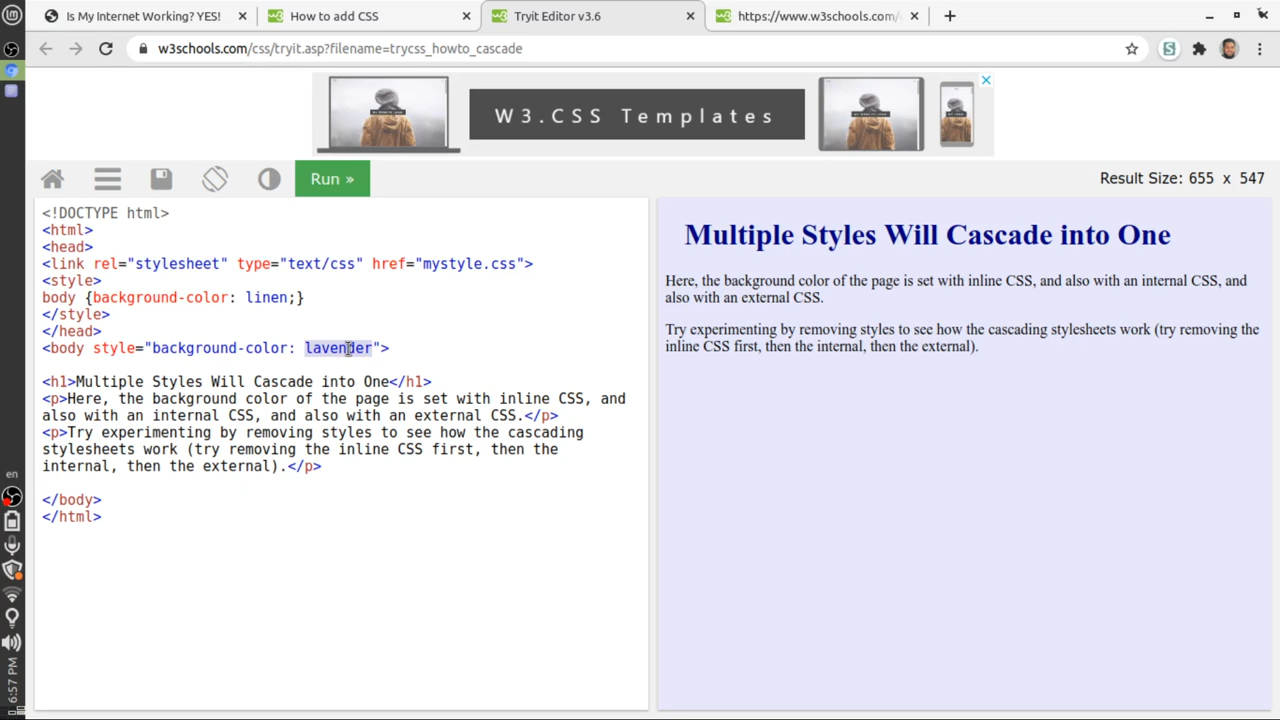 Is My Internet Working? YES!
How to add CSS
Tryit Editor v3.6
https://www.w3schools.com/
w3schools.com/css/tryit.asp?filename=trycss_howto_cascade
W3.CSS Templates
Run »
Result Size: 655 x 547
<!DOCTYPE html>
<html>
<head>
<link rel="stylesheet" type="text/css" href="mystyle.css">
<style>
body {background-color: linen;}
</style>
</head>
<body style="background-color: lavender">
<h1>Multiple Styles Will Cascade into One</h1>
<p>Here, the background color of the page is set with inline CSS, and
also with an internal CSS, and also with an external CSS.</p>
<p>Try experimenting by removing styles to see how the cascading
stylesheets work (try removing the inline CSS first, then the
internal, then the external).</p>
</body>
</html>
Multiple Styles Will Cascade into One
Here, the background color of the page is set with inline CSS, and also with an internal CSS, and
also with an external CSS.
Try experimenting by removing styles to see how the cascading stylesheets work (try removing the
inline CSS first, then the internal, then the external).
en
6:57 PM